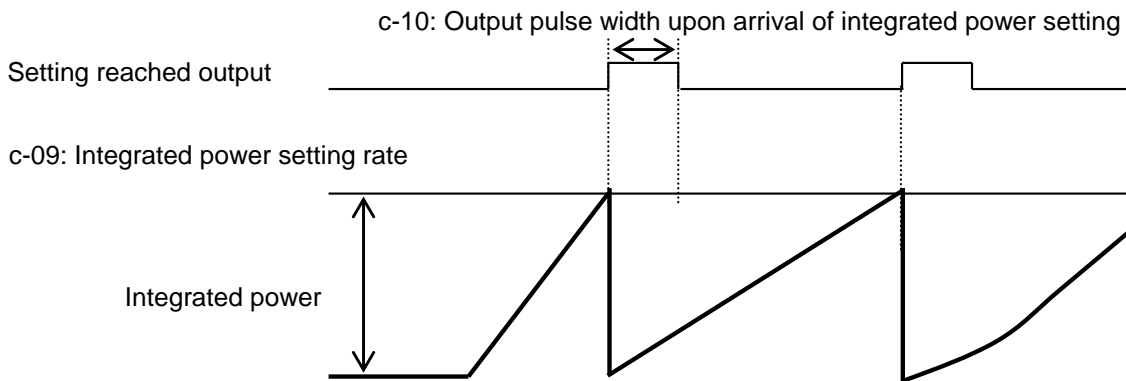 c-10: Output pulse width upon arrival of integrated power setting
Setting reached output
c-09: Integrated power setting rate
Integrated power